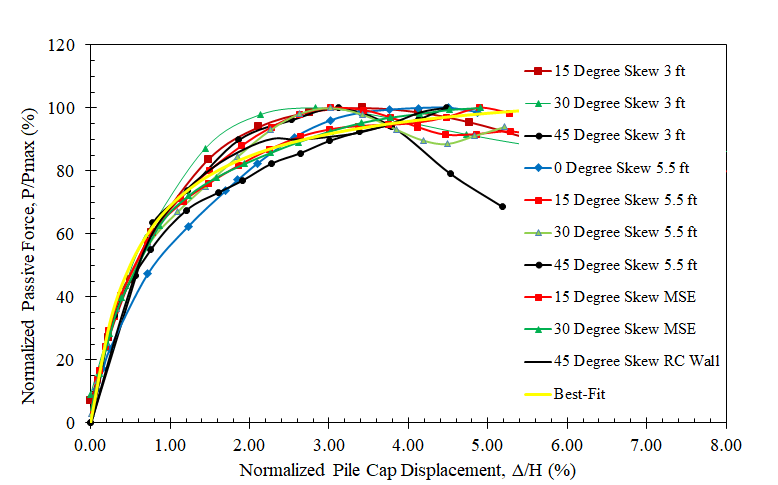 120
100
80
60
40
20
0
0.00 1.00 2.00 3.00 4.00 5.00 6.00 7.00 8.00
Normalized Passive Force, P/Pmax (%)
Normalized Pile Cap Displacement, Δ/H (%)
15 Degree Skew 3 ft
30 Degree Skew 3 ft
45 Degree Skew 3 ft
0 Degree Skew 5.5 ft
15 Degree Skew 5.5 ft
30 Degree Skew 5.5 ft
45 Degree Skew 5.5 ft
15 Degree Skew MSE
30 Degree Skew MSE
45 Degree Skew RC Wall
Best-Fit